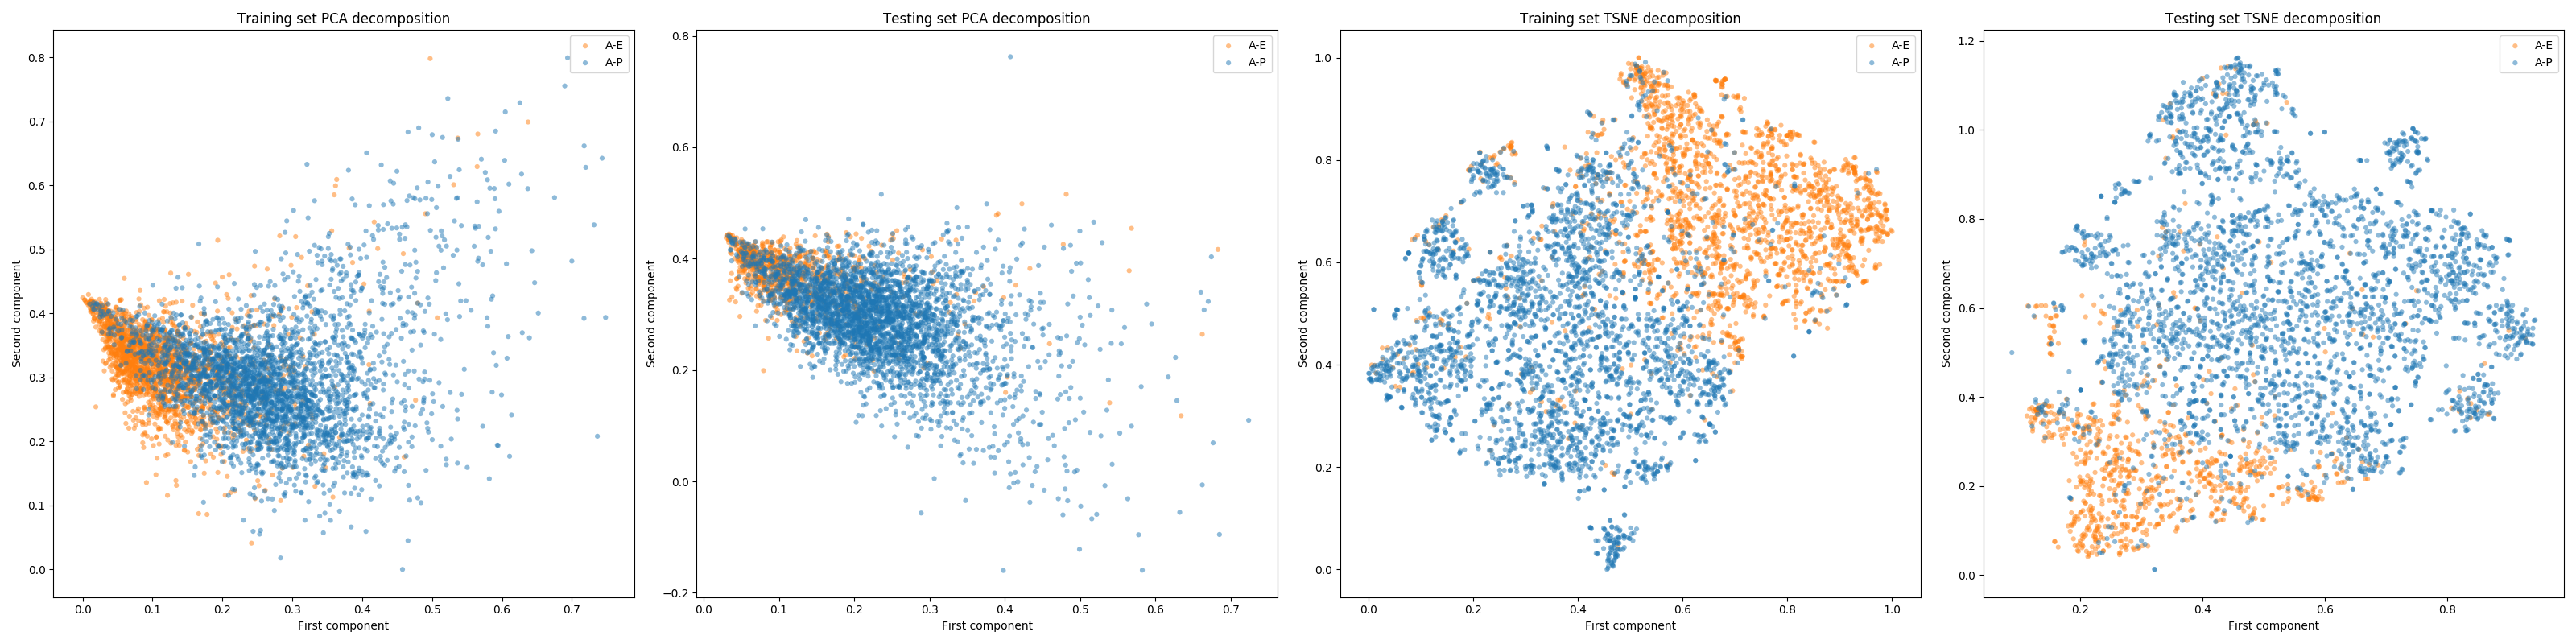 Training set PCA decomposition
A-E
A-P
0.8
0.7
0.6
0.5
0.4
0.3
0.2
0.1
0.0
Second component
0.0 0.1 0.2 0.3 0.4 0.5 0.6 0.7
First component
Testing set PCA decomposition
A-E
A-P
0.8
0.6
0.4
0.2
0.0
−0.2
Second component
0.0 0.1 0.2 0.3 0.4 0.5 0.6 0.7
First component
Training set TSNE decomposition
A-E
A-P
1.0
0.8
0.6
0.4
0.2
0.0
Second component
0.0 0.2 0.4 0.6 0.8 1.0
First component
Testing set TSNE decomposition
A-E
A-P
1.2
1.0
0.8
0.6
0.4
0.2
0.0
Second component
0.2 0.4 0.6 0.8
First component